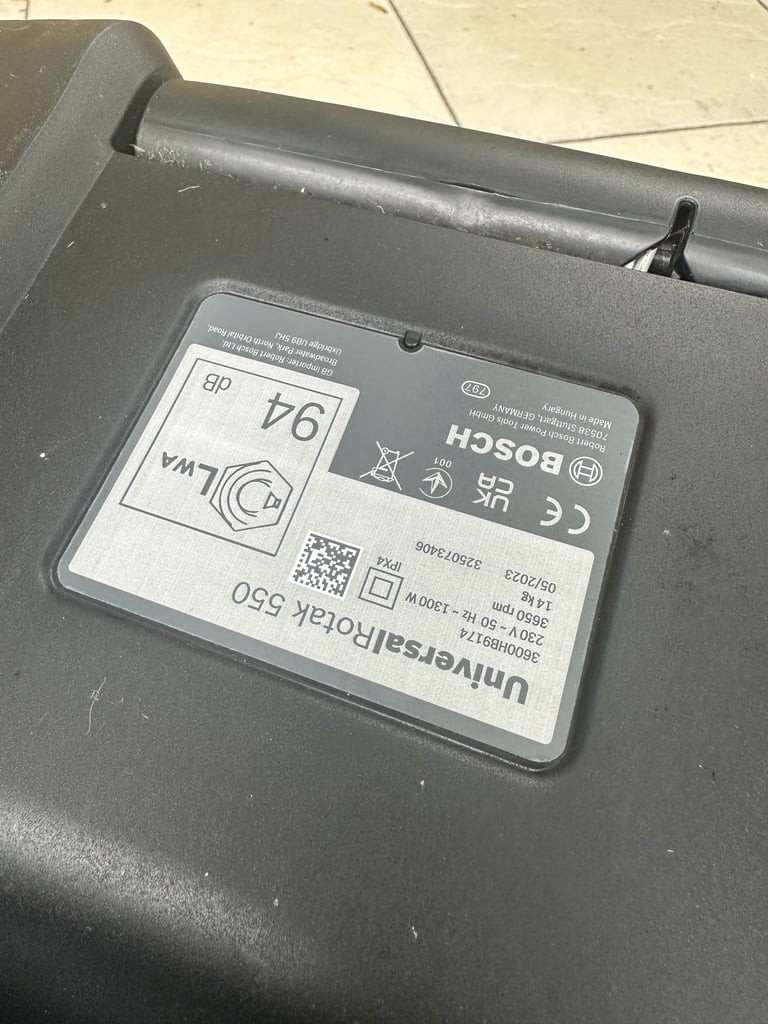 UniversalRotak 550
3600HB9174
230 V ~ 50 Hz ~ 1300 W
3650 rpm
14 kg
05/2023
325073406
IPX4
CE
UK
CA
001
BOSCH
Robert Bosch Power Tools GmbH
70538 Stuttgart, GERMANY
Made in Hungary
797
LWA
94
dB
GB importer: Robert Bosch Ltd.
Broadwater Park, North Orbital Road,
Uxbridge UB9 5HJ